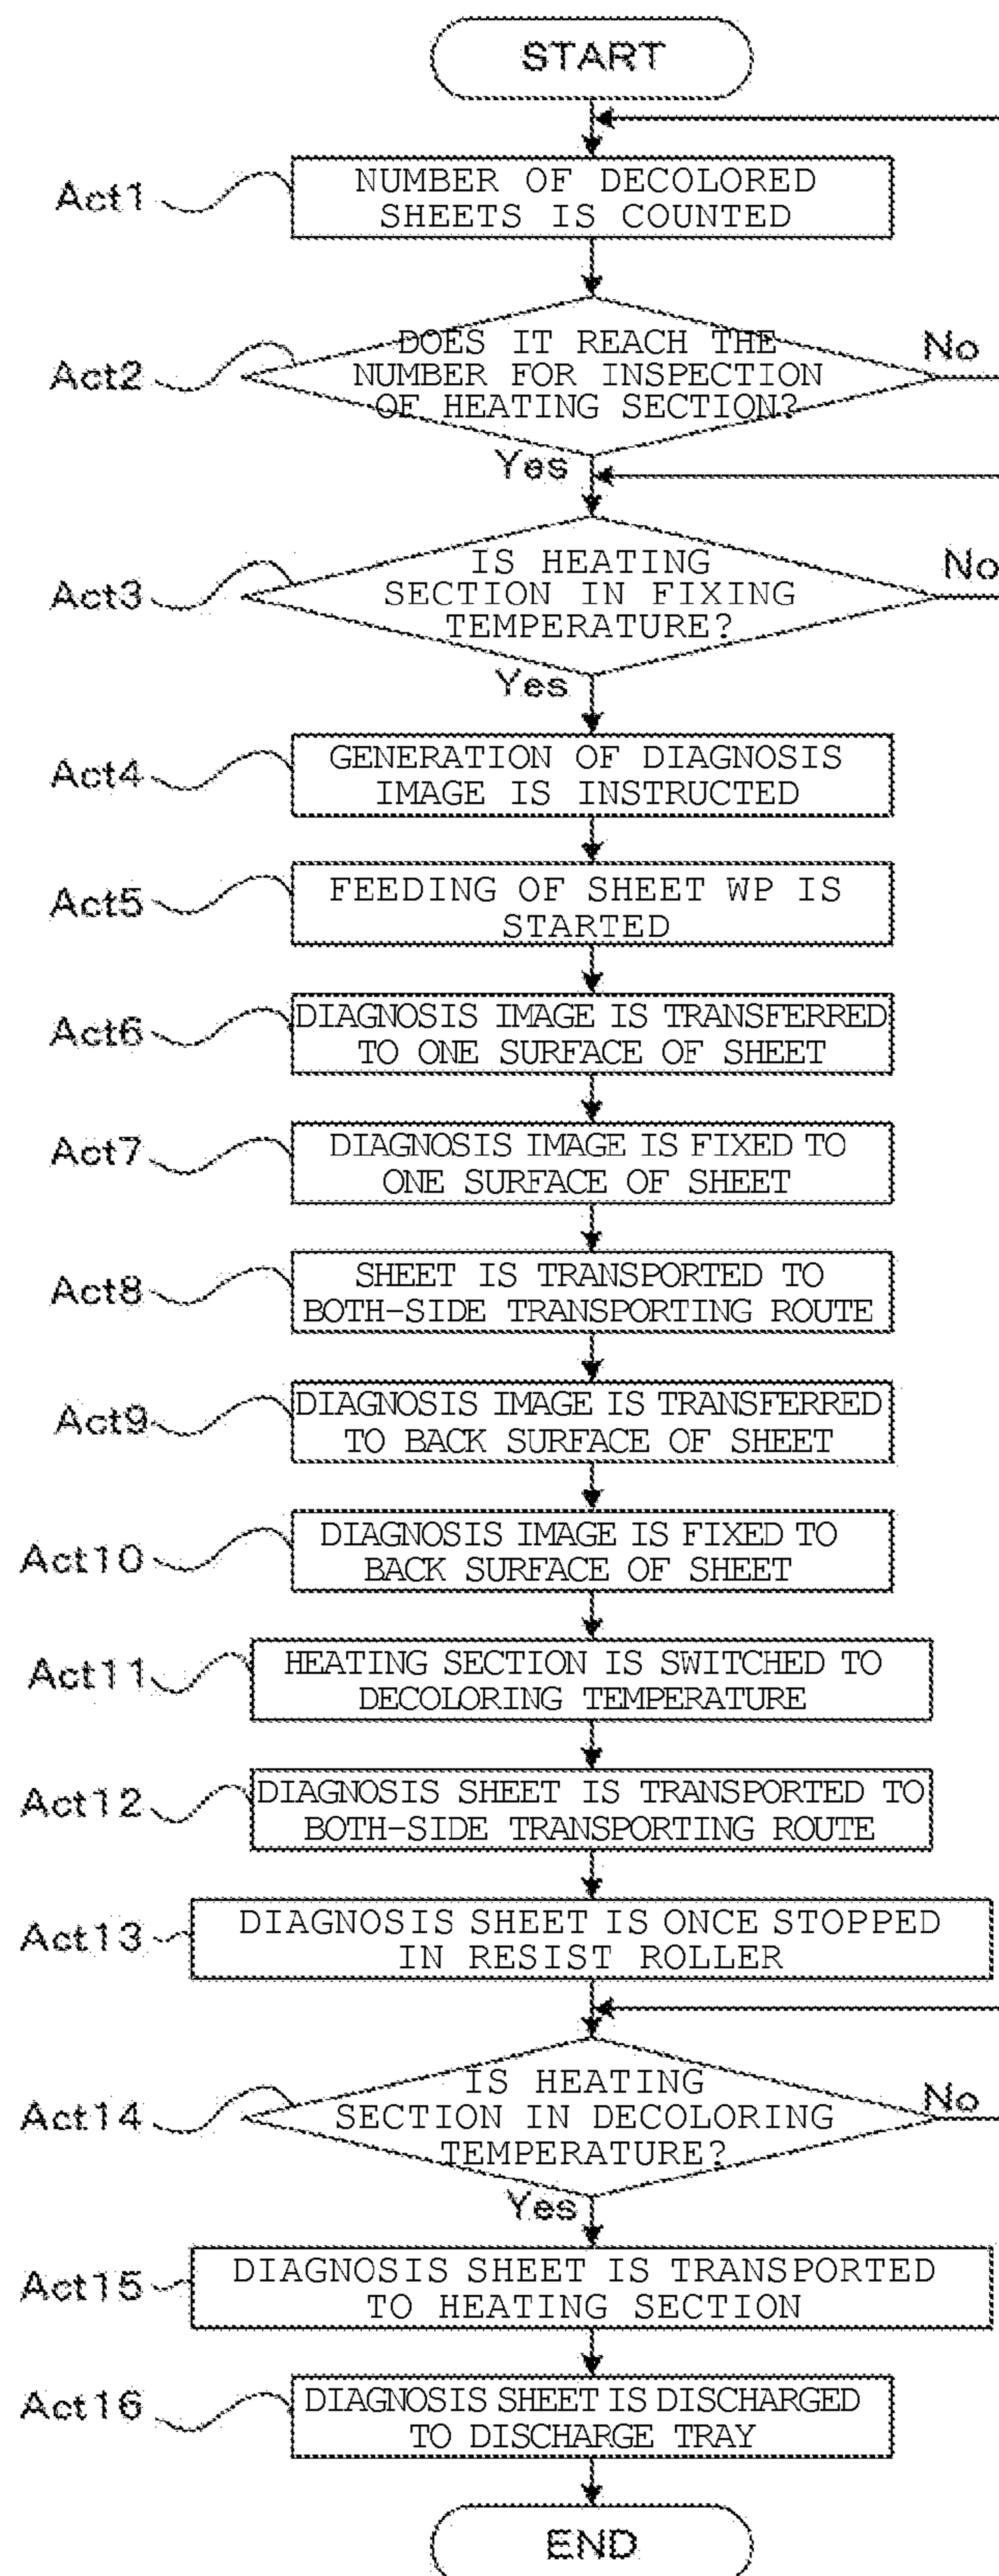 START
Act1
NUMBER OF DECOLORED
SHEETS IS COUNTED
Act2
DOES IT REACH THE
NUMBER FOR INSPECTION
OF HEATING SECTION?
No
Yes
Act3
IS HEATING
SECTION IN FIXING
TEMPERATURE?
No
Yes
Act4
GENERATION OF DIAGNOSIS
IMAGE IS INSTRUCTED
Act5
FEEDING OF SHEET WP IS
STARTED
Act6
DIAGNOSIS IMAGE IS TRANSFERRED
TO ONE SURFACE OF SHEET
Act7
DIAGNOSIS IMAGE IS FIXED TO
ONE SURFACE OF SHEET
Act8
SHEET IS TRANSPORTED TO
BOTH-SIDE TRANSPORTING ROUTE
Act9
DIAGNOSIS IMAGE IS TRANSFERRED
TO BACK SURFACE OF SHEET
Act10
DIAGNOSIS IMAGE IS FIXED TO
BACK SURFACE OF SHEET
Act11
HEATING SECTION IS SWITCHED TO
DECOLORING TEMPERATURE
Act12
DIAGNOSIS SHEET IS TRANSPORTED TO
BOTH-SIDE TRANSPORTING ROUTE
Act13
DIAGNOSIS SHEET IS ONCE STOPPED
IN RESIST ROLLER
Act14
IS HEATING
SECTION IN DECOLORING
TEMPERATURE?
No
Yes
Act15
DIAGNOSIS SHEET IS TRANSPORTED
TO HEATING SECTION
Act16
DIAGNOSIS SHEET IS DISCHARGED
TO DISCHARGE TRAY
END